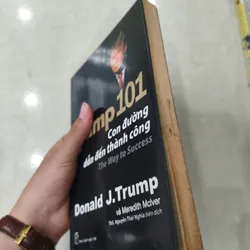 ump 101
Con đường
dẫn đến thành công
The Way to Success
Donald J.Trump
và Meredith McIver
ThS. Nguyễn Thái Nghĩa biên dịch